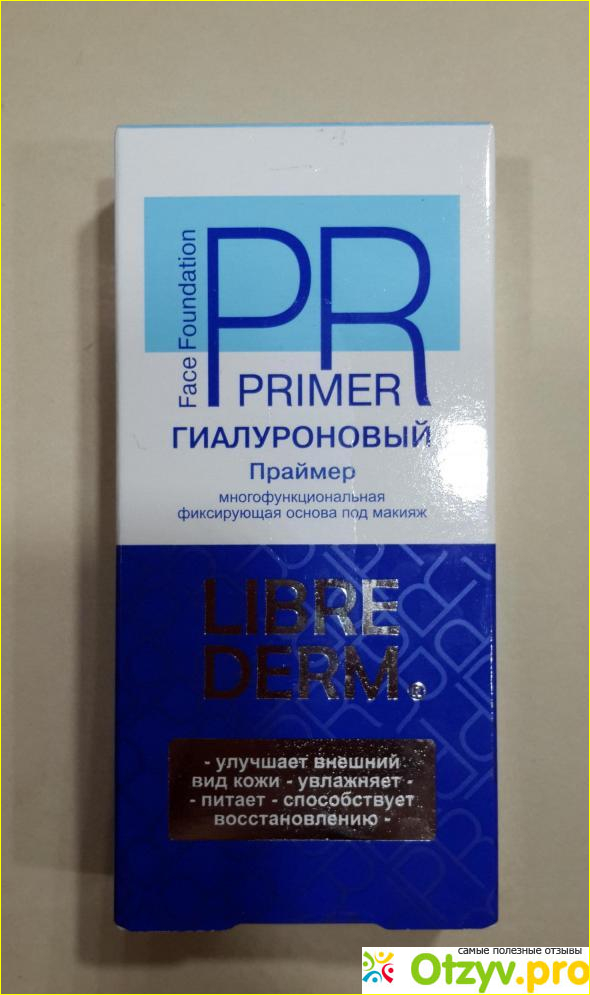 Face Foundation
PR
PRIMER
ГИАЛУРОНОВЫЙ
Праймер
многофункциональная
фиксирующая основа под макияж
LIBRE
DERM®
- улучшает внешний
вид кожи - увлажняет -
- питает - способствует
восстановлению -
самые полезные отзывы
Otzyv.pro